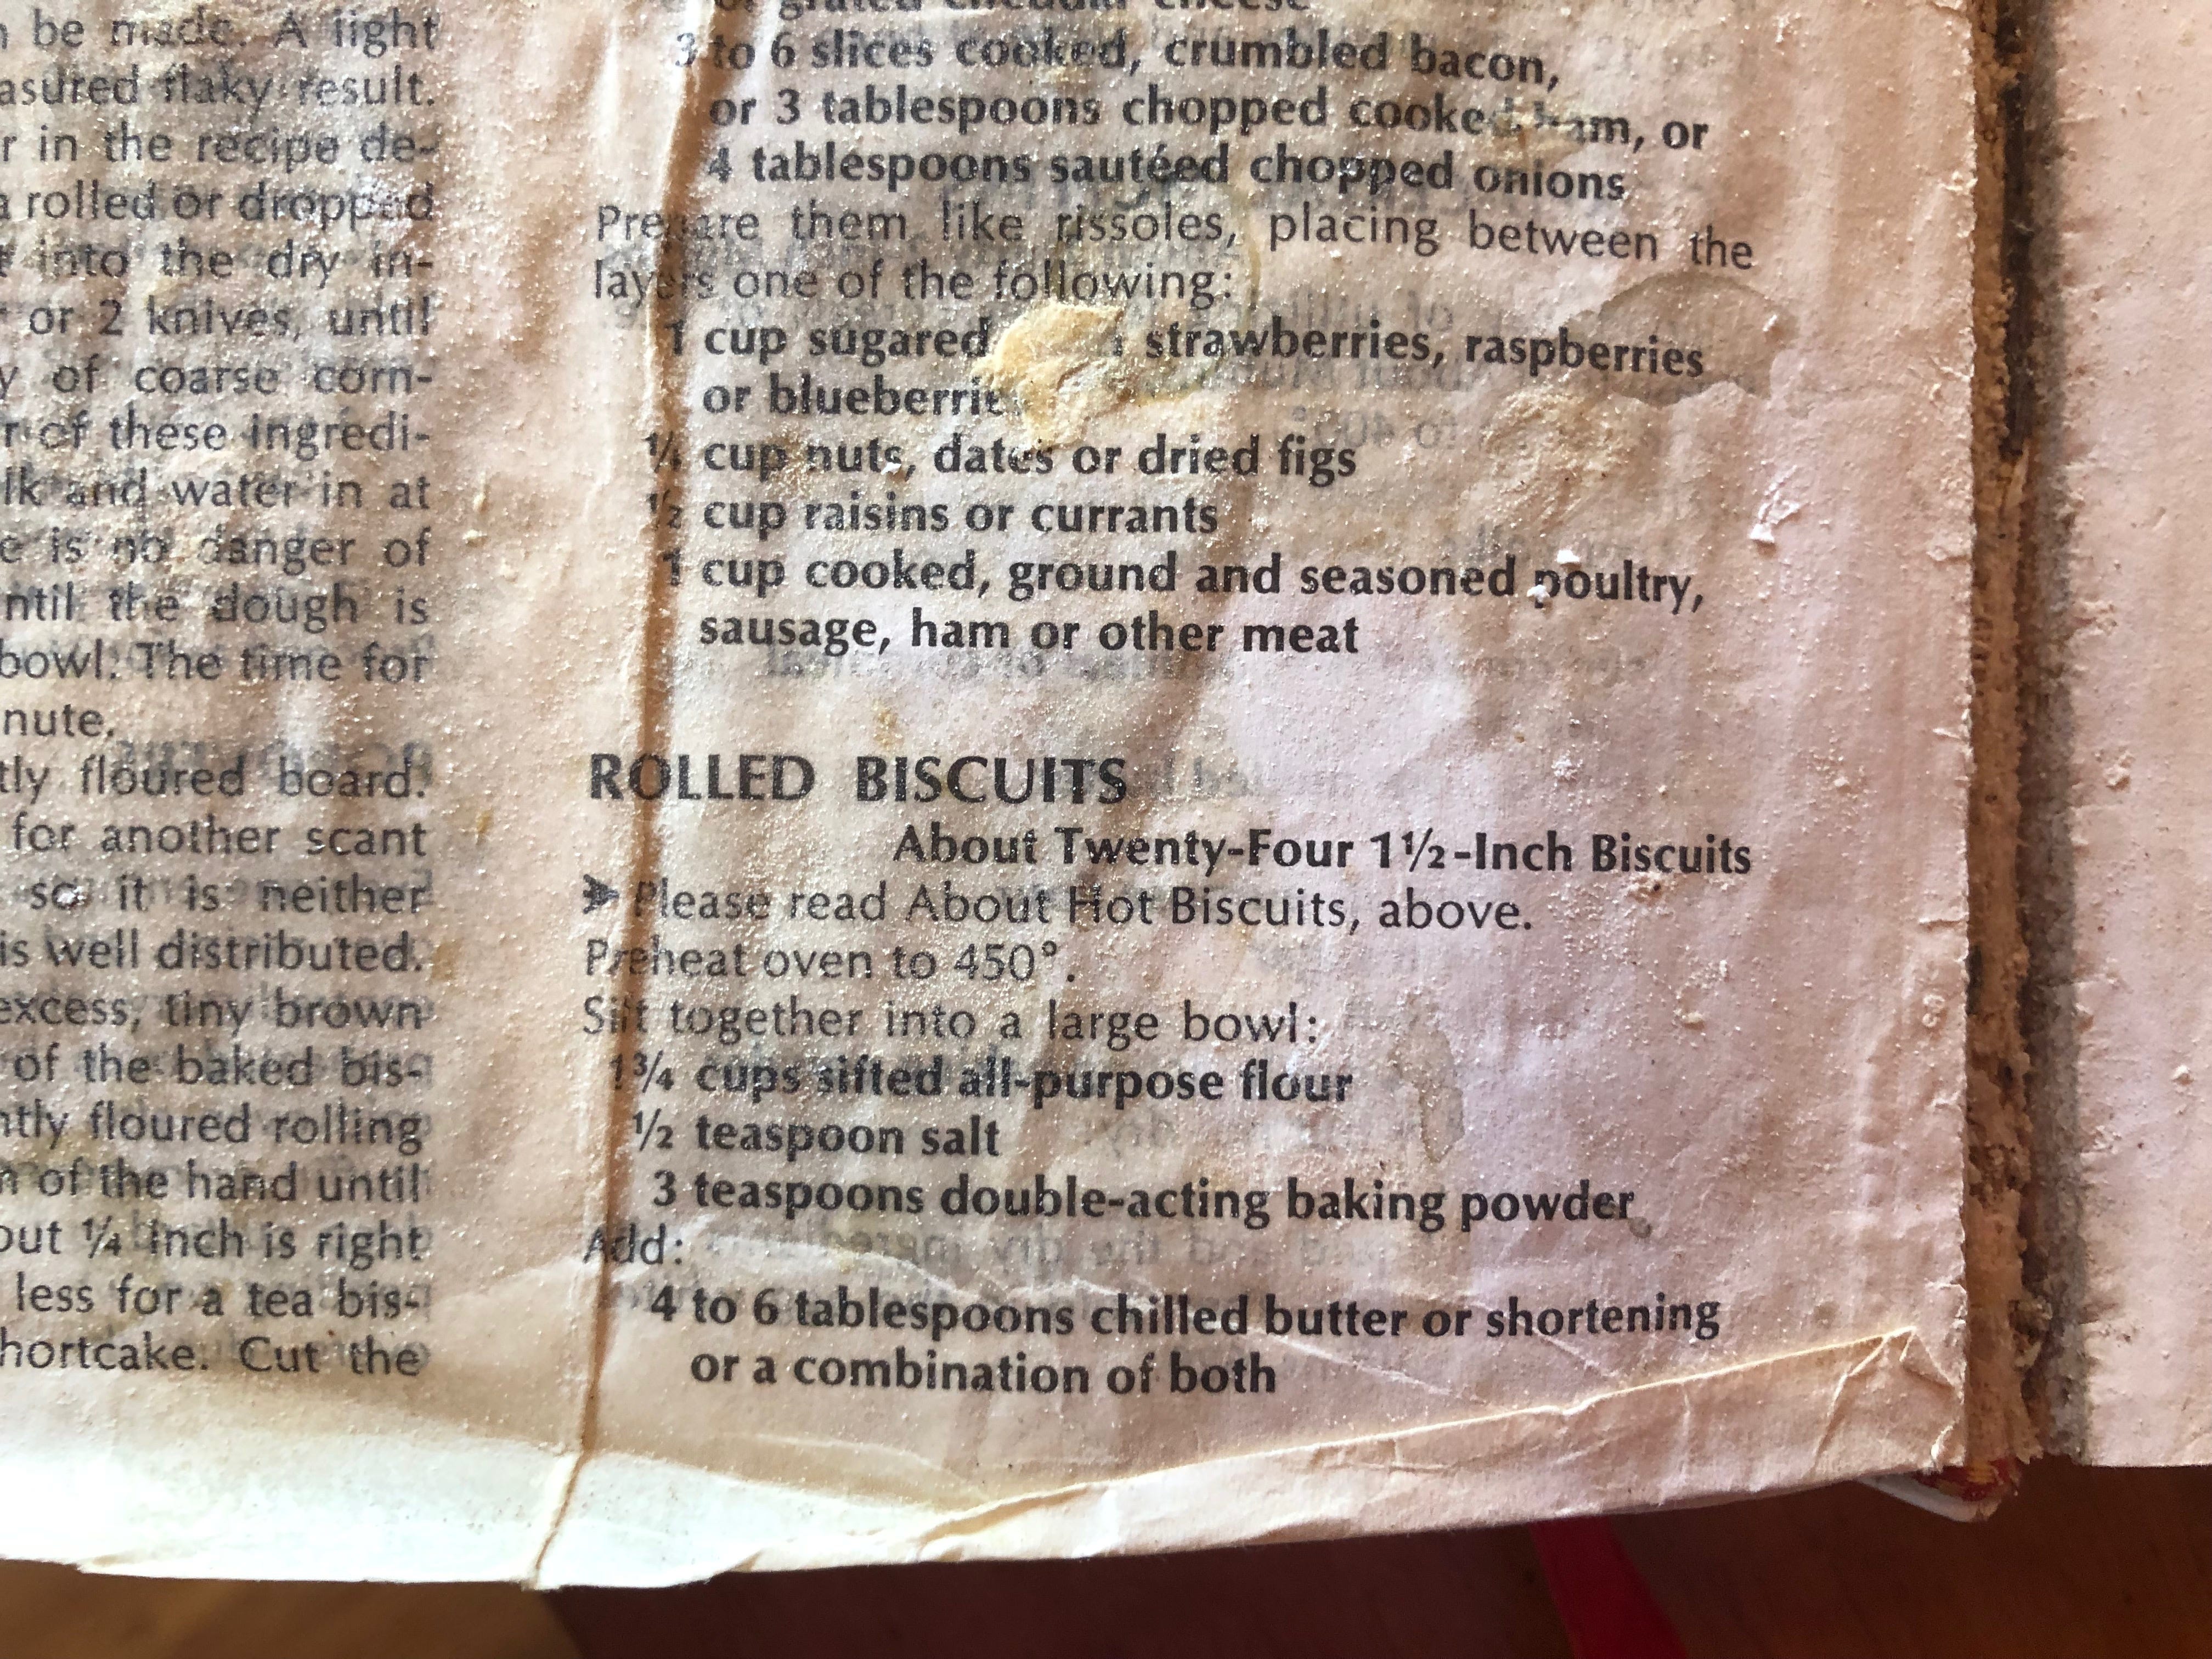 be made. A light
asured flaky result.
r in the recipe de-
a rolled or dropped
into the dry in-
or 2 knives, until
y of coarse corn-
r of these ingredi-
lk and water in at
e is no danger of
ntil the dough is
bowl. The time for
nute.
tly floured board.
for another scant
so it is neither
is well distributed.
excess, tiny brown
of the baked bis-
ntly floured rolling
of the hand until
out ¼ inch is right
less for a tea bis-
hortcake. Cut the
or grated cheddar cheese
3 to 6 slices cooked, crumbled bacon,
or 3 tablespoons chopped cooked ham, or
4 tablespoons sautéed chopped onions
Prepare them like rissoles, placing between the
layers one of the following:
1 cup sugared strawberries, raspberries
or blueberries
¼ cup nuts, dates or dried figs
½ cup raisins or currants
1 cup cooked, ground and seasoned poultry,
sausage, ham or other meat
ROLLED BISCUITS
About Twenty-Four 1½-Inch Biscuits
➤ Please read About Hot Biscuits, above.
Preheat oven to 450°.
Sift together into a large bowl:
1¾ cups sifted all-purpose flour
½ teaspoon salt
3 teaspoons double-acting baking powder
Add:
4 to 6 tablespoons chilled butter or shortening
or a combination of both